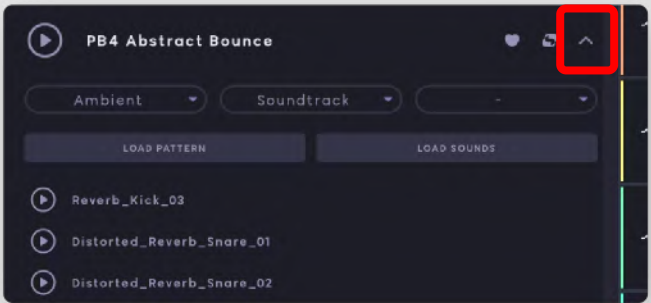 PB4 Abstract Bounce
Ambient Soundtrack -
LOAD PATTERN LOAD SOUNDS
Reverb_Kick_03
Distorted_Reverb_Snare_01
Distorted_Reverb_Snare_02